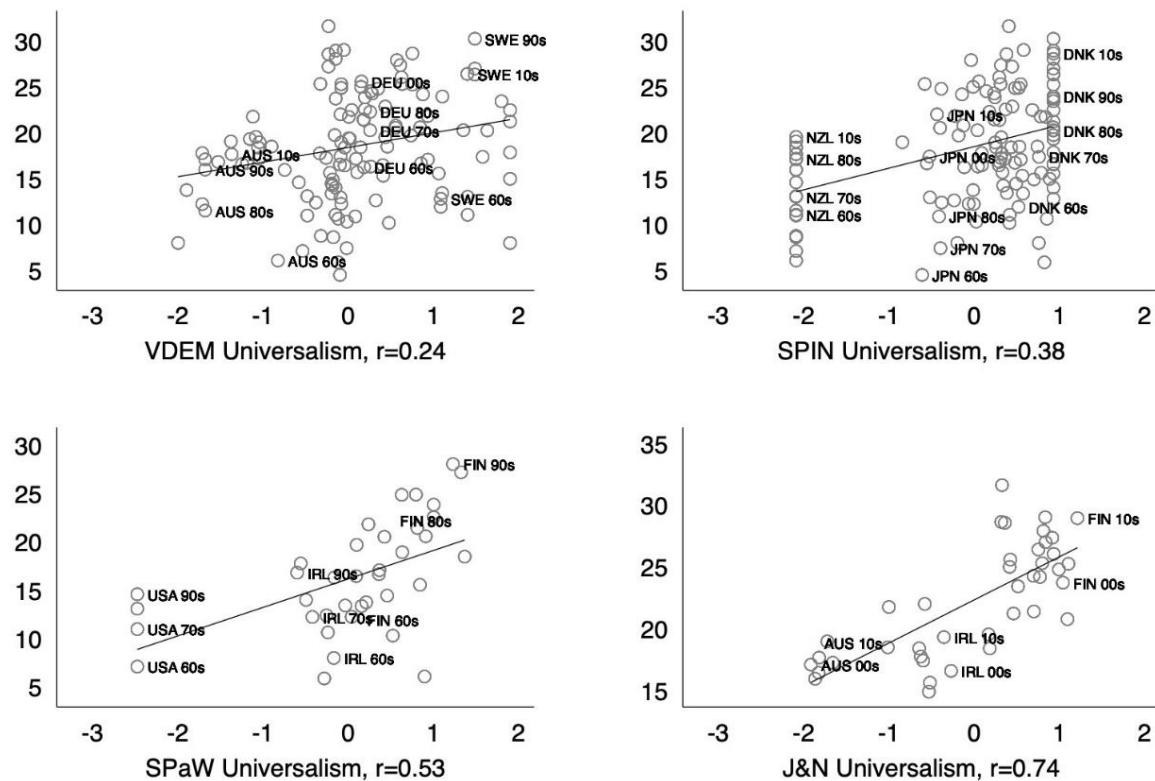 30
25
20
15
10
5
SWE 90s
SWE 10s
DEU 00s
DEU 80s
DEU 70s
DEU 60s
AUS 10s
AUS 90s
AUS 80s
SWE 60s
AUS 60s
-3 -2 -1 0 1 2
VDEM Universalism, r=0.24
30
25
20
15
10
5
DNK 10s
DNK 90s
JPN 10s
DNK 80s
NZL 10s
NZL 80s
JPN 00s
DNK 70s
NZL 70s
NZL 60s
JPN 80s
DNK 60s
JPN 70s
JPN 60s
-3 -2 -1 0 1 2
SPIN Universalism, r=0.38
30
25
20
15
10
5
FIN 90s
FIN 80s
IRL 90s
USA 90s
IRL 70s
FIN 60s
USA 70s
IRL 60s
USA 60s
-3 -2 -1 0 1 2
SPaW Universalism, r=0.53
35
30
25
20
15
FIN 10s
FIN 00s
AUS 10s
IRL 10s
AUS 00s
IRL 00s
-3 -2 -1 0 1 2
J&N Universalism, r=0.74